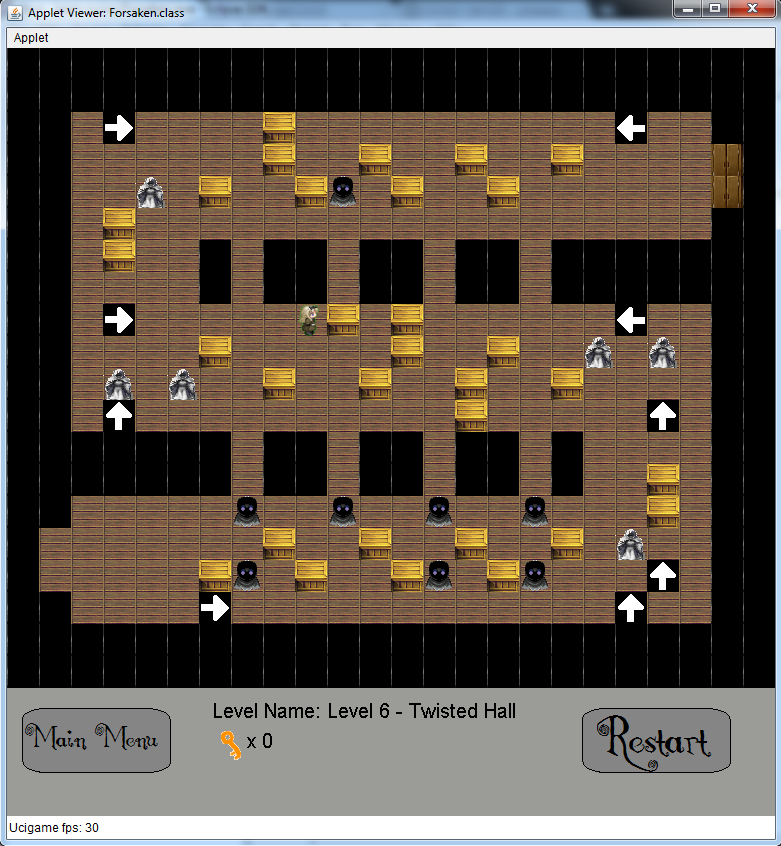 Applet Viewer: Forsaken.class
Applet
Level Name: Level 6 - Twisted Hall
x 0
Main Menu
Restart
Ucigame fps: 30